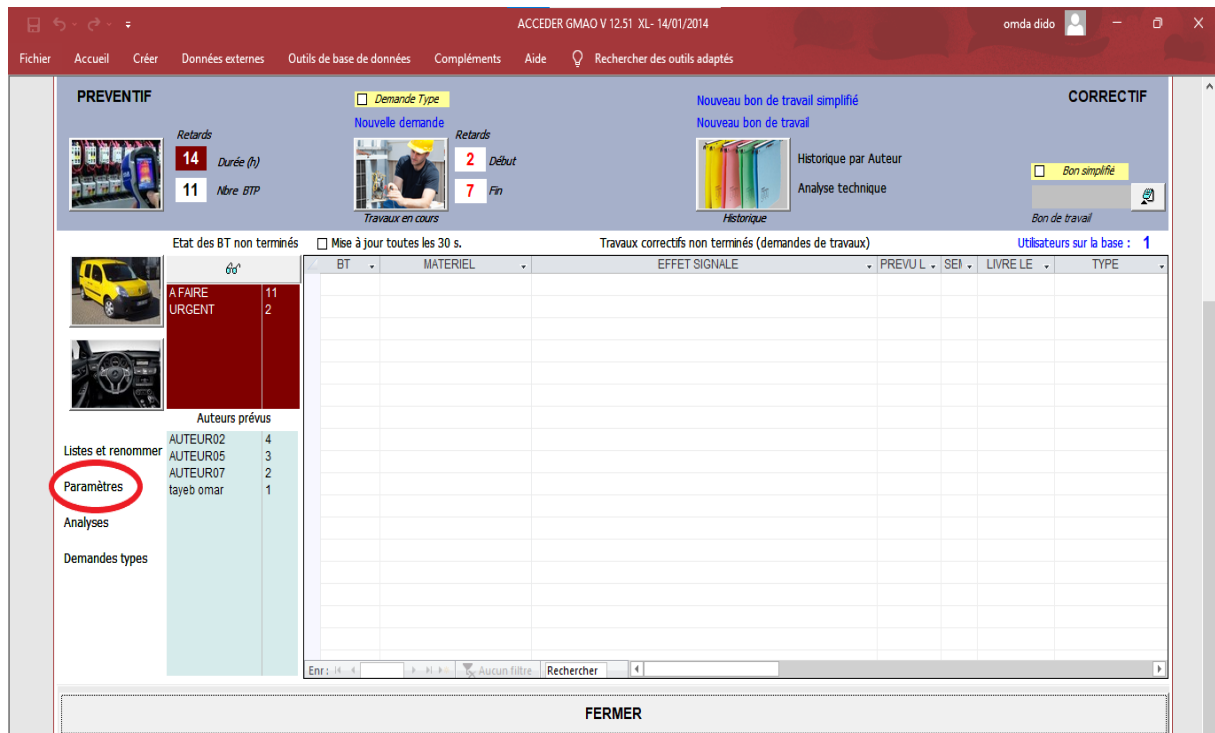 ACCEDER GMAO V 12.51 XL- 14/01/2014
omda dido
Fichier Accueil Créer Données externes Outils de base de données Compléments Aide Rechercher des outils adaptés
PREVENTIF
Retards
14 Durée (h)
11 Nbre BTP
Demande Type
Nouvelle demande
Retards
2 Début
7 Fin
Travaux en cours
Nouveau bon de travail simplifié
Nouveau bon de travail
Historique par Auteur
Analyse technique
Historique
CORRECTIF
Bon simplifié
Bon de travail
Etat des BT non terminés
Mise à jour toutes les 30 s.
Travaux correctifs non terminés (demandes de travaux)
Utilisateurs sur la base : 1
BT MATERIEL EFFET SIGNALE PREVU L SEM LIVRE LE TYPE
A FAIRE 11
URGENT 2
Auteurs prévus
AUTEUR02 4
AUTEUR05 3
AUTEUR07 2
tayeb omar 1
Listes et renommer
Paramètres
Analyses
Demandes types
Enr : Aucun filtre Rechercher
FERMER